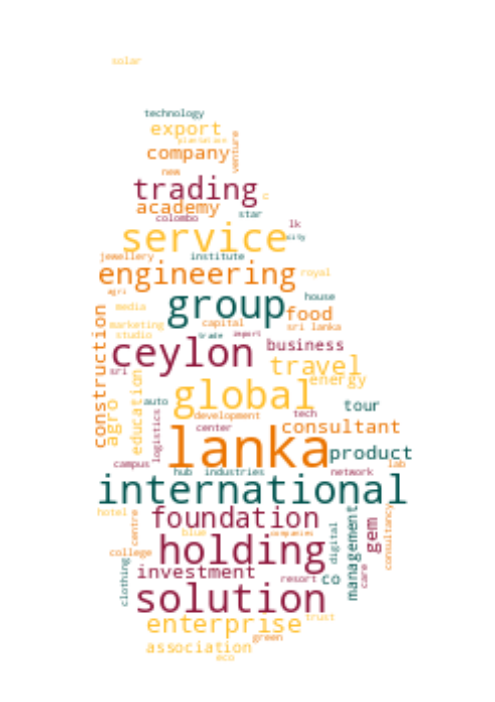 solar
technology
export
plantation
venture
company
new
trading
c
academy
star
colombo
lk
service
city
jewellery
institute
engineering
royal
agri
house
media
group
food
construction
marketing
capital
sri lanka
studio
trade
import
ceylon
business
travel
sri
energy
education
global
auto
tour
agro
logistics
development
tech
center
consultant
lanka
product
campus
lab
hub
industries
network
international
hotel
centre
foundation
management
gem
consultancy
digital
blue
companies
college
holding
clothing
investment
resort
co
care
solution
enterprise
trust
green
association
eco